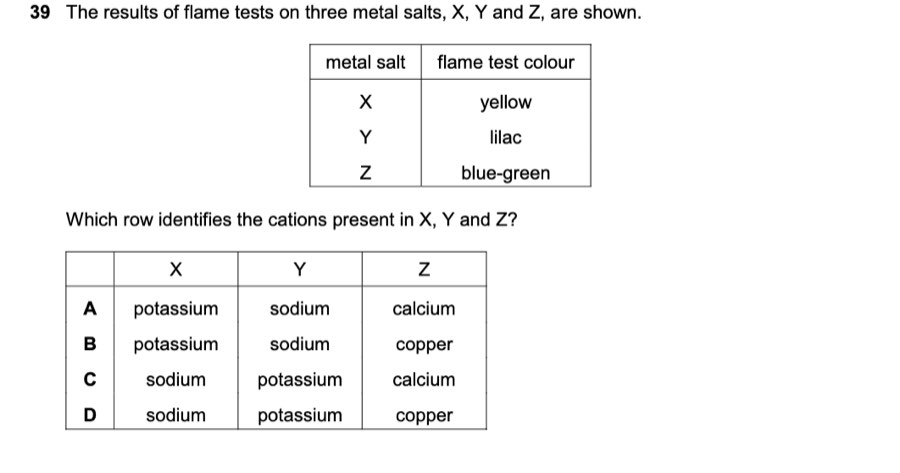 39 The results of flame tests on three metal salts, X, Y and Z, are shown.
metal salt flame test colour
X yellow
Y lilac
Z blue-green
Which row identifies the cations present in X, Y and Z?
X Y Z
A potassium sodium calcium
B potassium sodium copper
C sodium potassium calcium
D sodium potassium copper